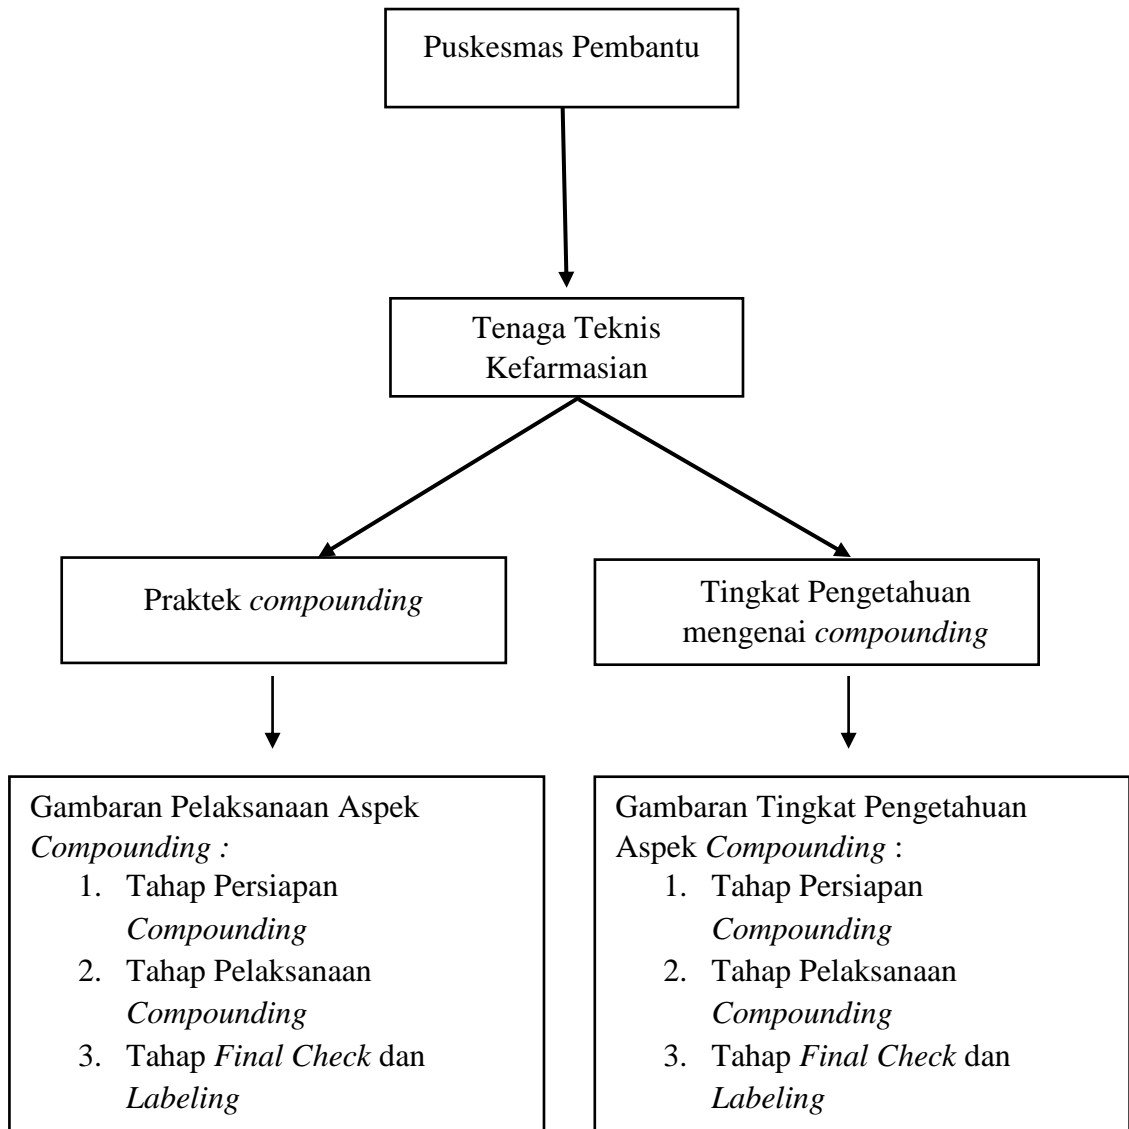 Puskesmas Pembantu
Tenaga Teknis
Kefarmasian
Praktek compounding
Tingkat Pengetahuan
mengenai compounding
Gambaran Pelaksanaan Aspek
Compounding :
1. Tahap Persiapan
Compounding
2. Tahap Pelaksanaan
Compounding
3. Tahap Final Check dan
Labeling
Gambaran Tingkat Pengetahuan
Aspek Compounding :
1. Tahap Persiapan
Compounding
2. Tahap Pelaksanaan
Compounding
3. Tahap Final Check dan
Labeling